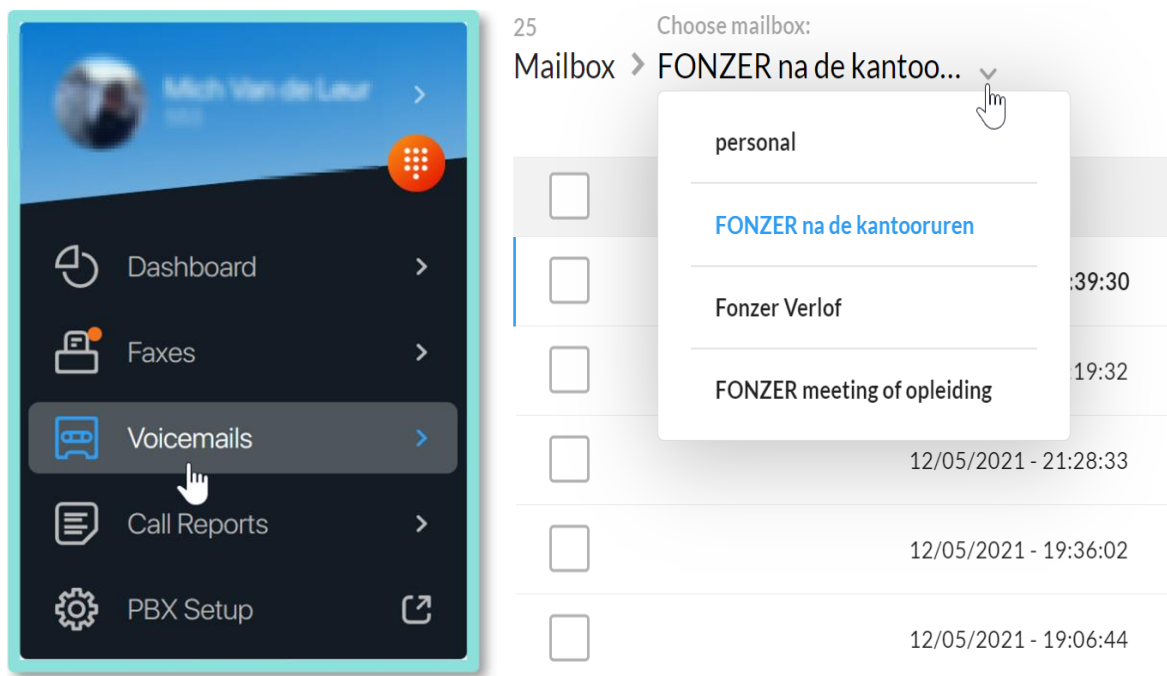 Dashboard
Faxes
Voicemails
Call Reports
PBX Setup
25
Choose mailbox:
Mailbox > FONZER na de kantoo...
personal
FONZER na de kantooruren
Fonzer Verlof
FONZER meeting of opleiding
:39:30
19:32
12/05/2021 - 21:28:33
12/05/2021 - 19:36:02
12/05/2021 - 19:06:44